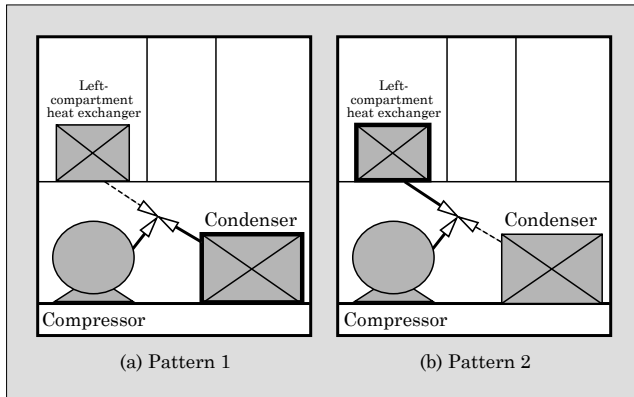 Left-
compartment
heat exchanger
Condenser
Compressor
(a) Pattern 1
Left-
compartment
heat exchanger
Condenser
Compressor
(b) Pattern 2